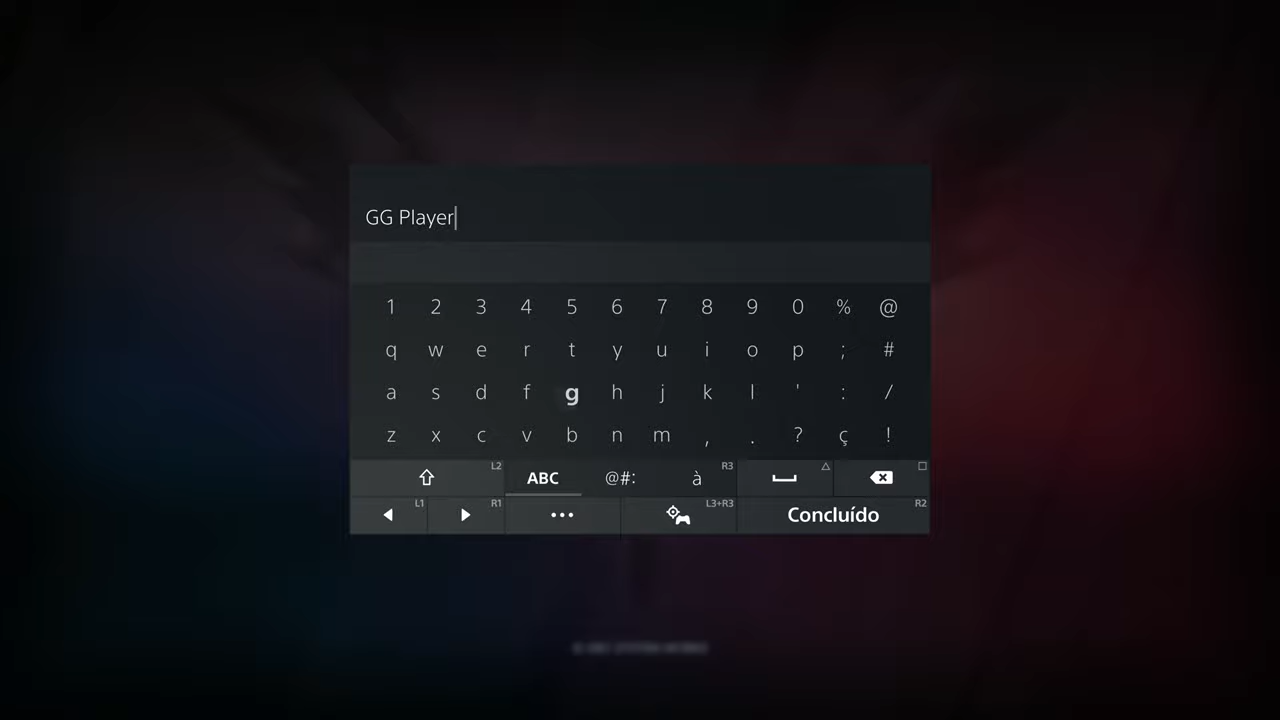 GG Player
1 2 3 4 5 6 7 8 9 0 % @
q w e r t y u i o p ; #
a s d f g h j k l ' : /
z x c v b n m , . ? ç !
L2 ABC @#: à R3 △ □
L1 R1 ••• L3+R3 Concluído R2